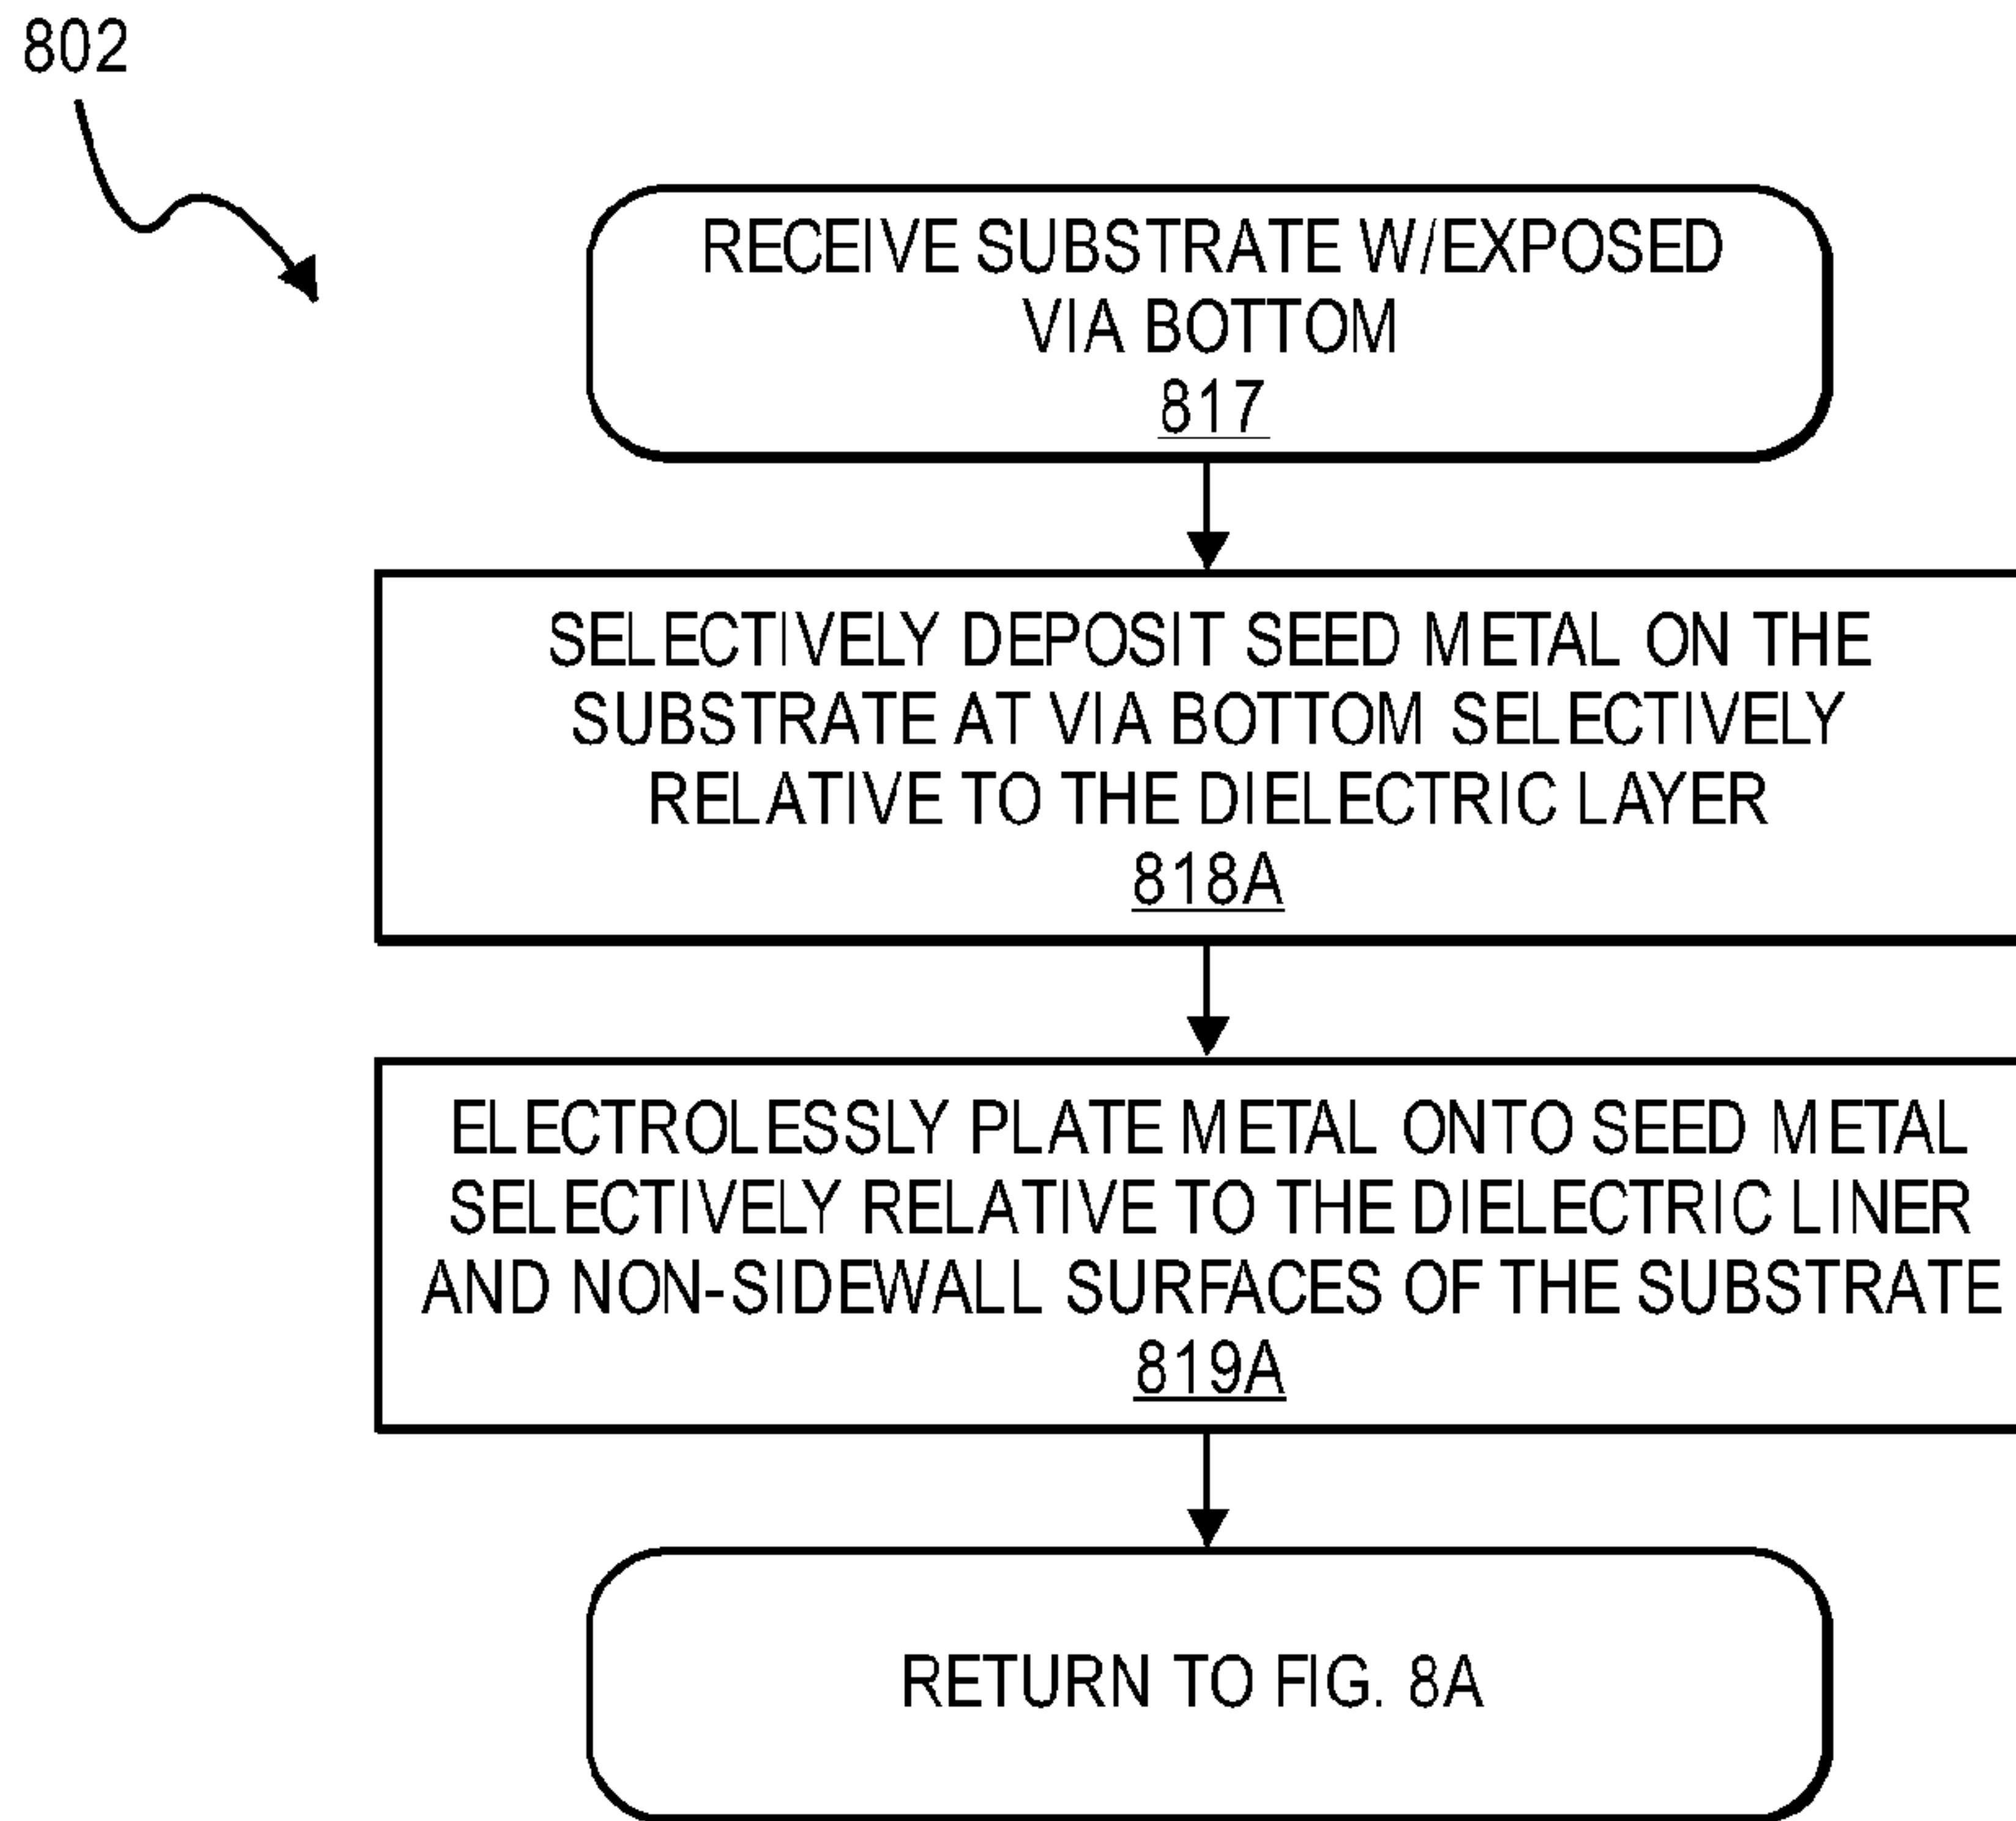 802
RECEIVE SUBSTRATE W/EXPOSED
VIA BOTTOM
817
SELECTIVELY DEPOSIT SEED METAL ON THE
SUBSTRATE AT VIA BOTTOM SELECTIVELY
RELATIVE TO THE DIELECTRIC LAYER
818A
ELECTROLESSLY PLATE METAL ONTO SEED METAL
SELECTIVELY RELATIVE TO THE DIELECTRIC LINER
AND NON-SIDEWALL SURFACES OF THE SUBSTRATE
819A
RETURN TO FIG. 8A